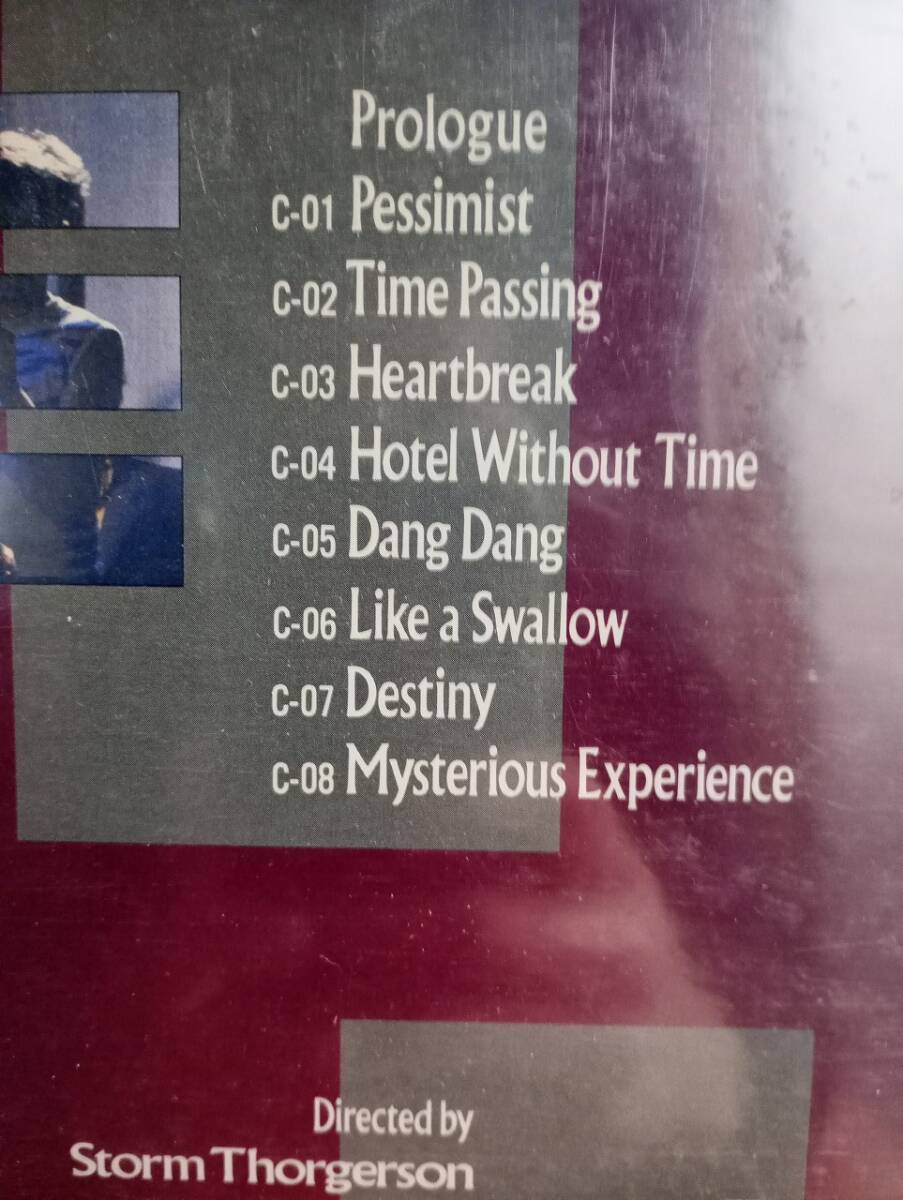 Prologue
C-01 Pessimist
C-02 Time Passing
C-03 Heartbreak
C-04 Hotel Without Time
C-05 Dang Dang
C-06 Like a Swallow
C-07 Destiny
C-08 Mysterious Experience
Directed by
Storm Thorgerson